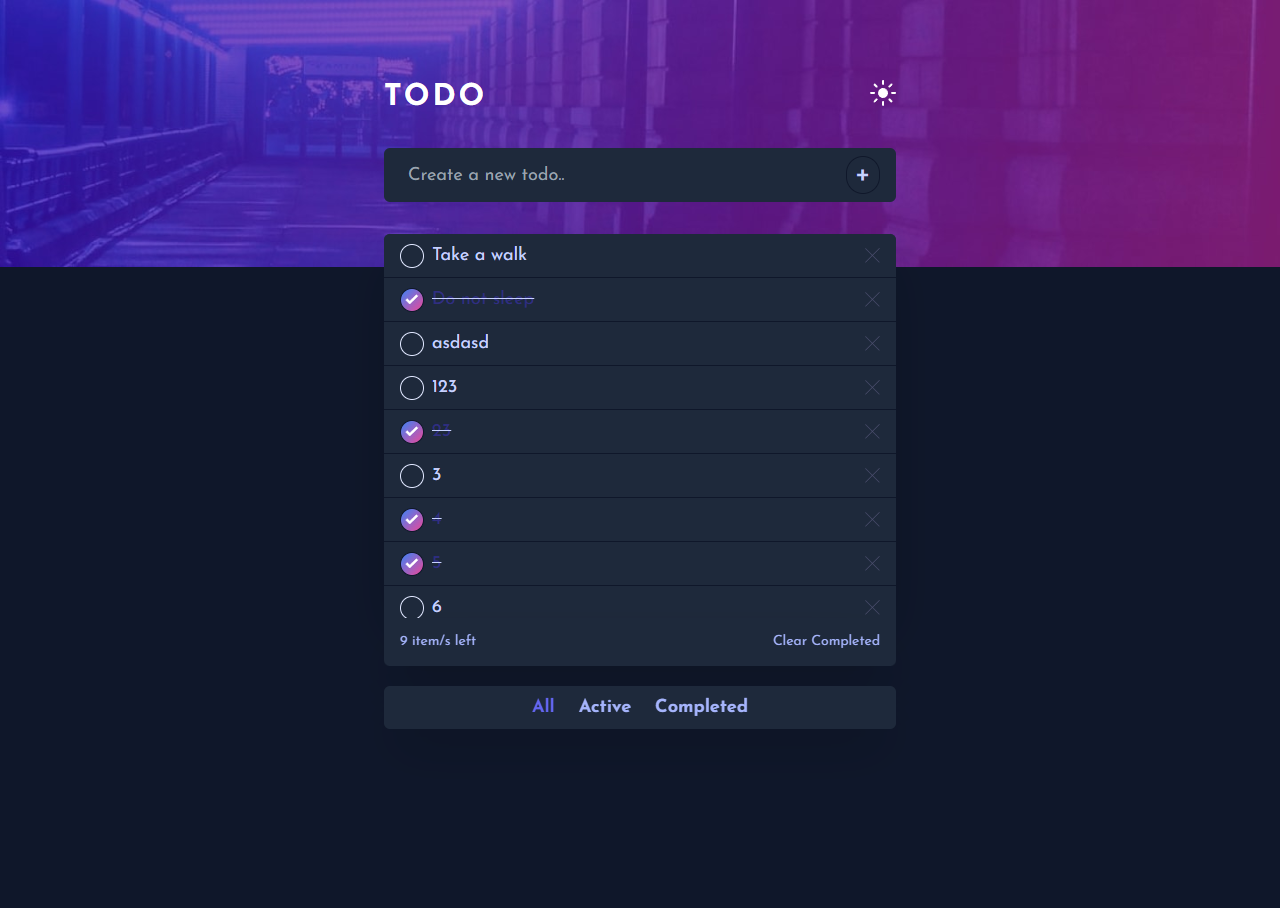 TODO
Create a new todo..
Take a walk
Do not sleep
asdasd
123
23
3
4
5
6
9 item/s left
Clear Completed
All Active Completed